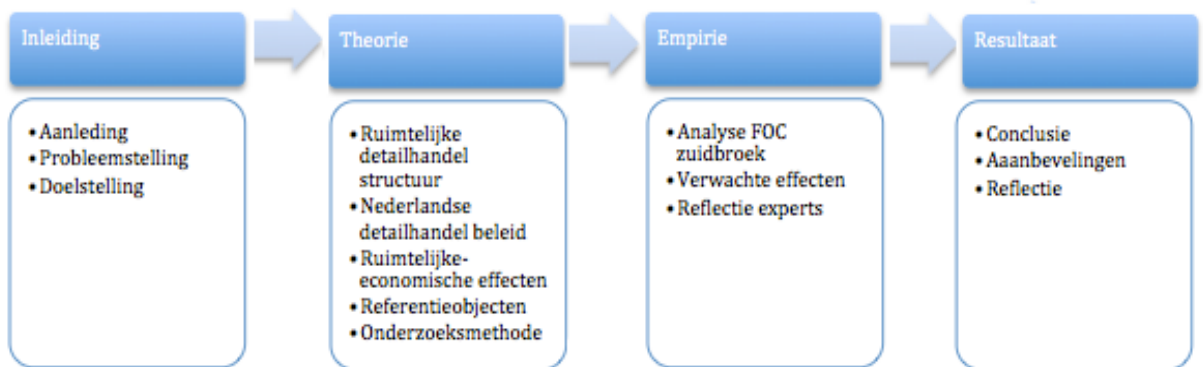 Inleiding
• Aanleding
• Probleemstelling
• Doelstelling
Theorie
• Ruimtelijke
detailhandel
structuur
• Nederlandse
detailhandel beleid
• Ruimtelijke-
economische effecten
• Referentieobjecten
• Onderzoeksmethode
Empirie
• Analyse FOC
zuidbroek
• Verwachte effecten
• Reflectie experts
Resultaat
• Conclusie
• Aaanbevelingen
• Reflectie